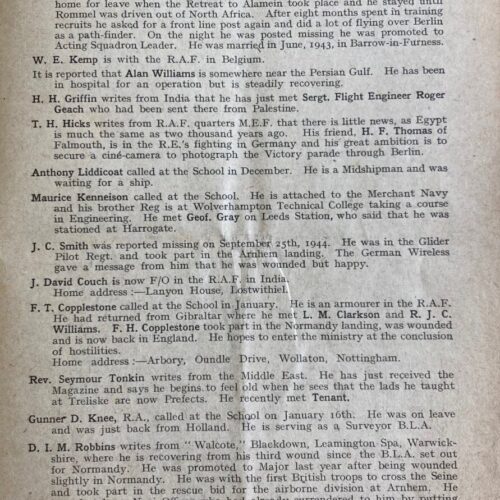 home for leave when the Retreat to Alamein took place and he stayed until
Rommel was driven out of North Africa. After eight months spent in training
recruits he asked for a front line post again and did a lot of flying over Berlin
as a path-finder. On the night he was posted missing he was promoted to
Acting Squadron Leader. He was married in June, 1943, in Barrow-in-Furness.
W. E. Kemp is with the R.A.F. in Belgium.
It is reported that Alan Williams is somewhere near the Persian Gulf. He has been
in hospital for an operation but is steadily recovering.
H. H. Griffin writes from India that he has just met Sergt. Flight Engineer Roger
Geach who had been sent there from Palestine.
T. H. Hicks writes from R.A.F. quarters M.E.F. that there is little news, as Egypt
is much the same as two thousand years ago. His friend, H. F. Thomas of
Falmouth, is in the R.E.'s fighting in Germany and his great ambition is to
secure a ciné-camera to photograph the Victory parade through Berlin.
Anthony Liddicoat called at the School in December. He is a Midshipman and was
waiting for a ship.
Maurice Kenneison called at the School. He is attached to the Merchant Navy
and his brother Reg is at Wolverhampton Technical College taking a course
in Engineering. He met Geof. Gray on Leeds Station, who said that he was
stationed at Harrogate.
J. C. Smith was reported missing on September 25th, 1944. He was in the Glider
Pilot Regt. and took part in the Arnhem landing. The German Wireless
gave a message from him that he was wounded but happy.
J. David Couch is now F/O in the R.A.F. in India.
Home address :—Lanyon House, Lostwithiel.
F. T. Copplestone called at the School in January. He is an armourer in the R.A.F.
He had returned from Gibraltar where he met L. M. Clarkson and R. J. C.
Williams. F. H. Copplestone took part in the Normandy landing, was wounded
and is now back in England. He hopes to enter the ministry at the conclusion
of hostilities.
Home address :—Arbory, Oundle Drive, Wollaton, Nottingham.
Rev. Seymour Tonkin writes from the Middle East. He has just received the
Magazine and says he begins to feel old when he sees that the lads he taught
at Treliske are now Prefects. He recently met Tenant.
Gunner D. Knee, R.A., called at the School on January 16th. He was on leave
and was just back from Holland. He is serving as a Surveyor B.L.A.
D. I. M. Robbins writes from "Walcote," Blackdown, Leamington Spa, Warwick-
shire, where he is recovering from his third wound since the B.L.A. set out
for Normandy. He was promoted to Major last year after being wounded
slightly in Normandy. He was with the first British troops to cross the Seine
and took part in the rescue bid for the airborne division at Arnhem. He